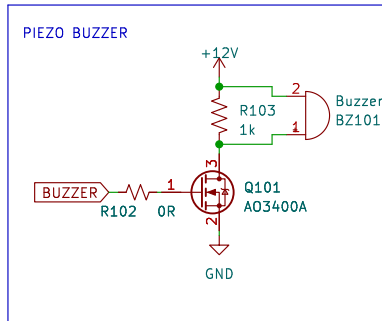 PIEZO BUZZER
+12V
2
Buzzer
R103
BZ101
1k
1
3
Q101
BUZZER
1
AO3400A
R102
0R
2
GND